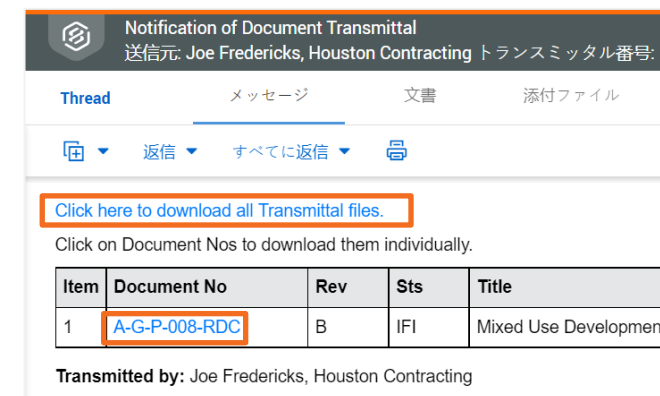 Notification of Document Transmittal
送信元: Joe Fredericks, Houston Contracting トランスミッタル番号:
Thread メッセージ 文書 添付ファイル
返信 すべてに返信
Click here to download all Transmittal files.
Click on Document Nos to download them individually.
Item Document No Rev Sts Title
1 A-G-P-008-RDC B IFI Mixed Use Developmen
Transmitted by: Joe Fredericks, Houston Contracting